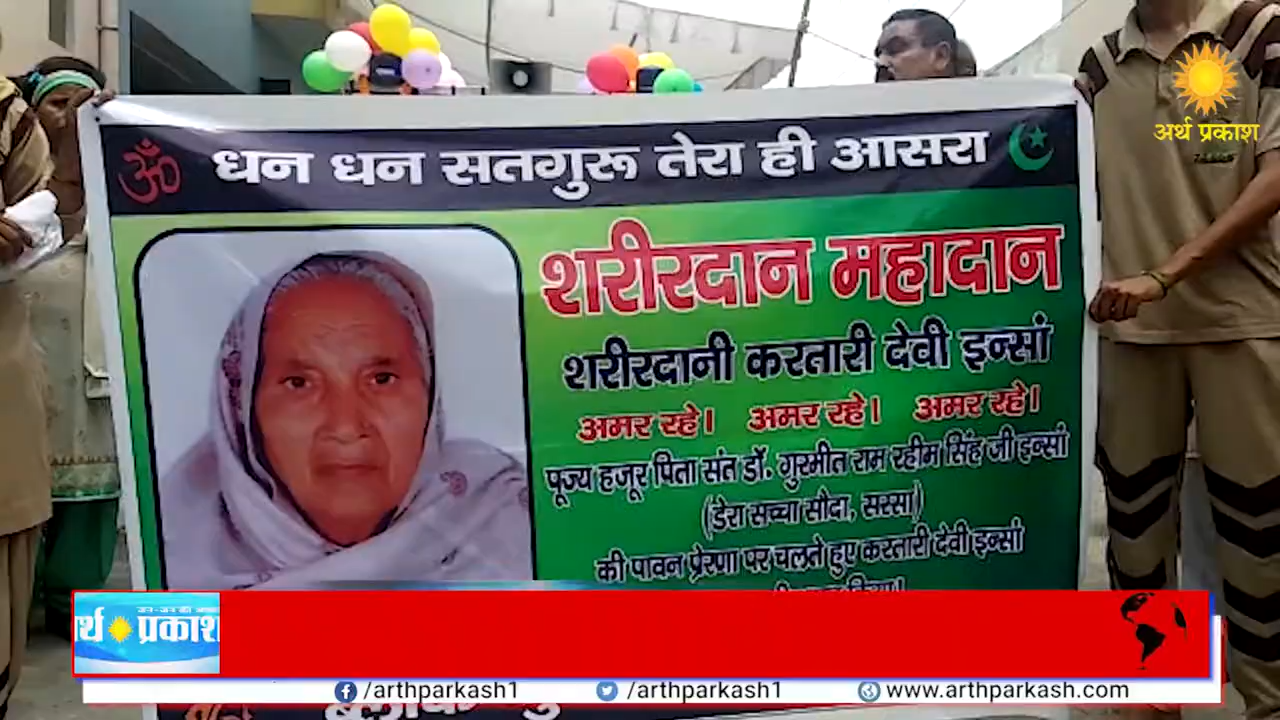 अर्थ प्रकाश
ॐ धन धन सतगुरू तेरा ही आसरा
शरीरदान महादान
शरीरदानी करतारी देवी इन्सां
अमर रहे। अमर रहे। अमर रहे।
पूज्य हजूर पिता संत डॉ. गुरमीत राम रहीम सिंह जी इन्सां
(डेरा सच्चा सौदा, सरसा)
की पावन प्रेरणा पर चलते हुए करतारी देवी इन्सां
र्थ प्रकाश
/arthparkash1
/arthparkash1
www.arthparkash.com